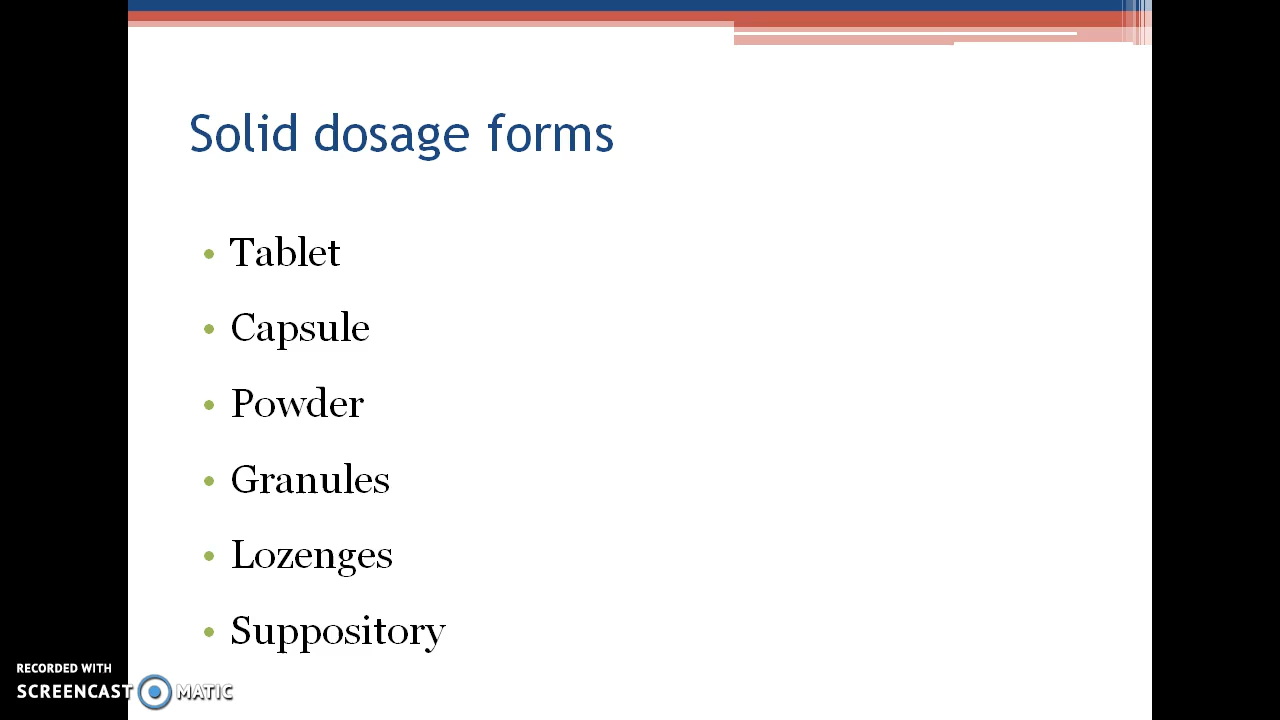 Solid dosage forms
• Tablet
• Capsule
• Powder
• Granules
• Lozenges
• Suppository
RECORDED WITH
SCREENCAST MATIC